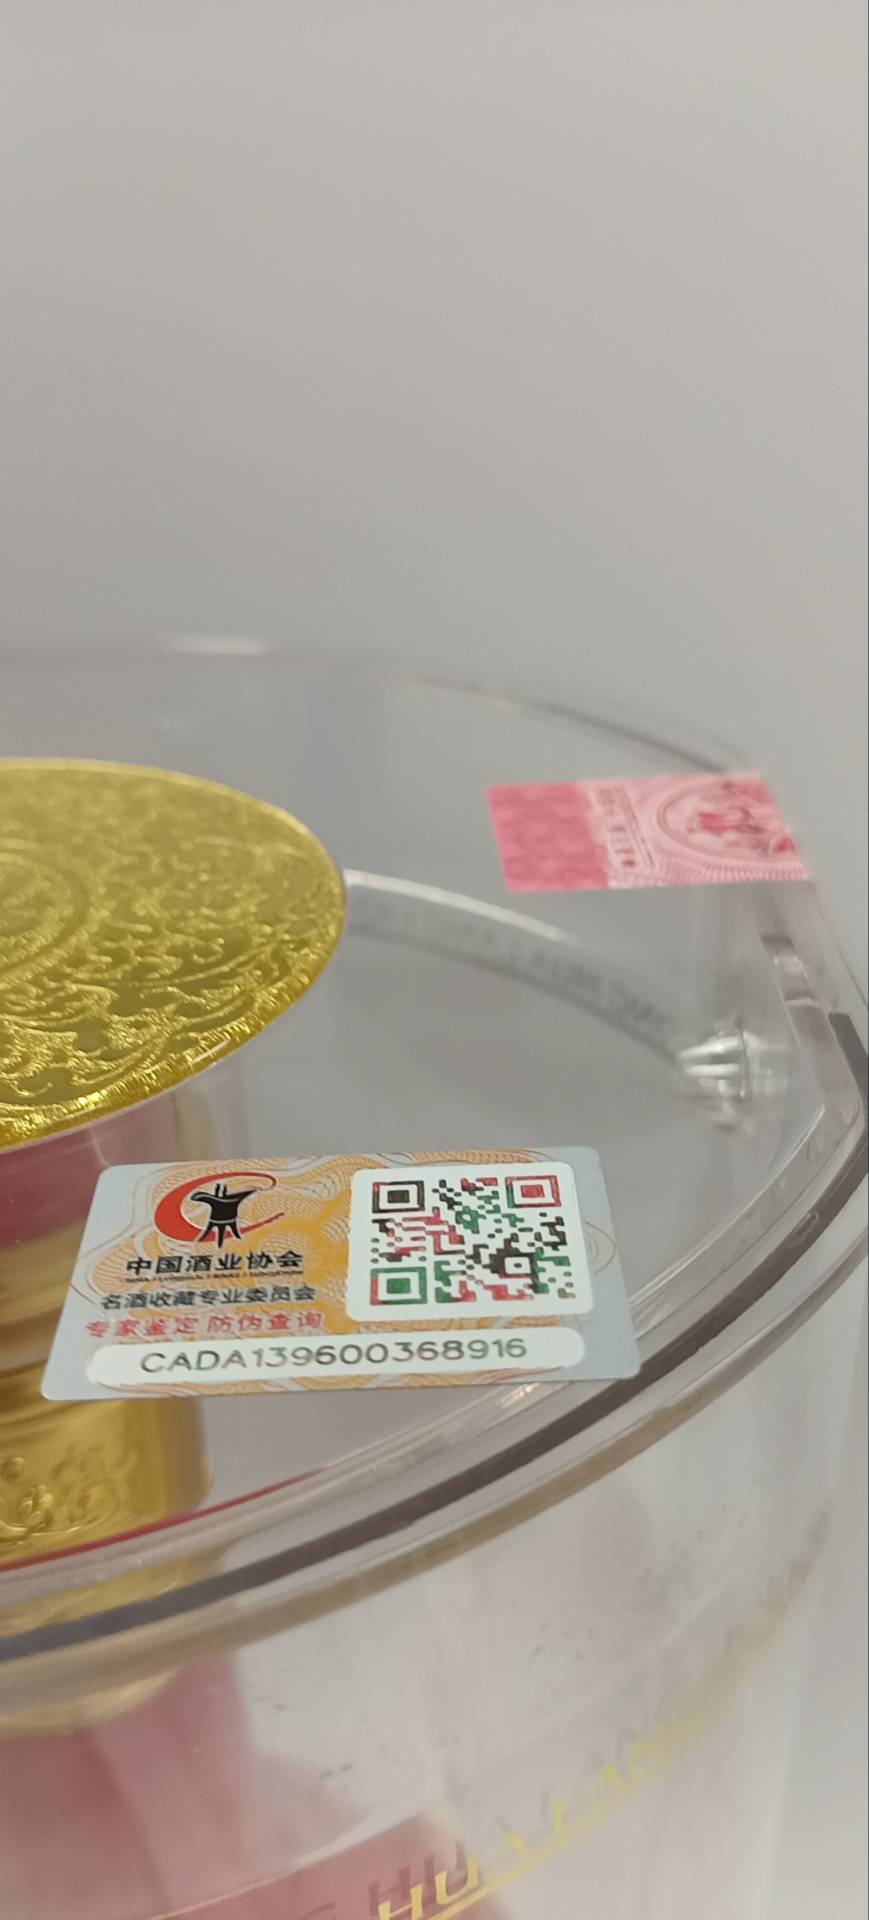 中国酒业协会
名酒收藏专业委员会
专家鉴定 防伪查询
CADA139600368916
HUALANG